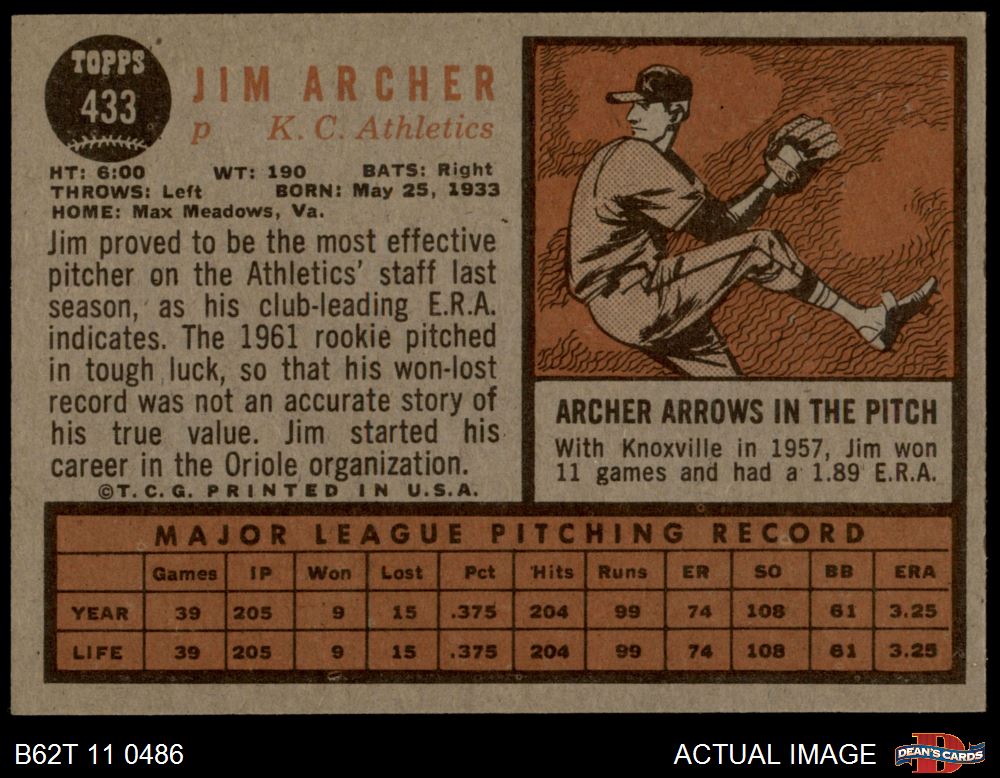 TOPPS
433
JIM ARCHER
p K. C. Athletics
HT: 6:00 WT: 190 BATS: Right
THROWS: Left BORN: May 25, 1933
HOME: Max Meadows, Va.
Jim proved to be the most effective
pitcher on the Athletics' staff last
season, as his club-leading E.R.A.
indicates. The 1961 rookie pitched
in tough luck, so that his won-lost
record was not an accurate story of
his true value. Jim started his
career in the Oriole organization.
©T. C. G. PRINTED IN U.S.A.
K
ARCHER ARROWS IN THE PITCH
With Knoxville in 1957, Jim won
11 games and had a 1.89 E.R.A.
MAJOR LEAGUE PITCHING RECORD
Games IP Won Lost Pct Hits Runs ER SO BB ERA
YEAR 39 205 9 15 .375 204 99 74 108 61 3.25
LIFE 39 205 9 15 .375 204 99 74 108 61 3.25
B62T 11 0486
ACTUAL IMAGE
D
DEAN'S CARDS